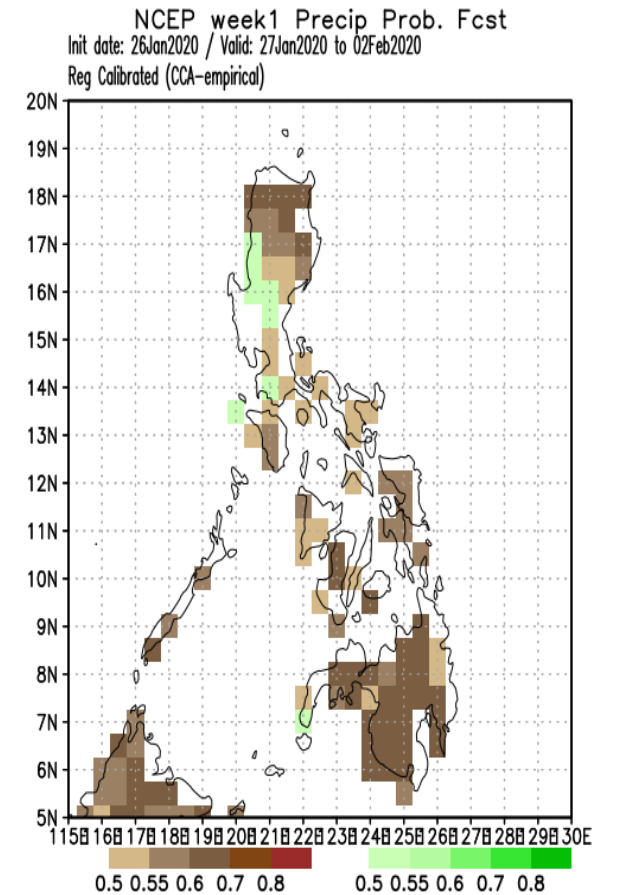 NCEP week1 Precip Prob. Fcst
Init date: 26Jan2020 / Valid: 27Jan2020 to 02Feb2020
Reg Calibrated (CCA-empirical)
20N
19N
18N
17N
16N
15N
14N
13N
12N
11N
10N
9N
8N
7N
6N
5N
115E 116E 117E 118E 119E 120E 121E 122E 123E 124E 125E 126E 127E 128E 129E 130E
0.5 0.55 0.6 0.7 0.8 0.5 0.55 0.6 0.7 0.8